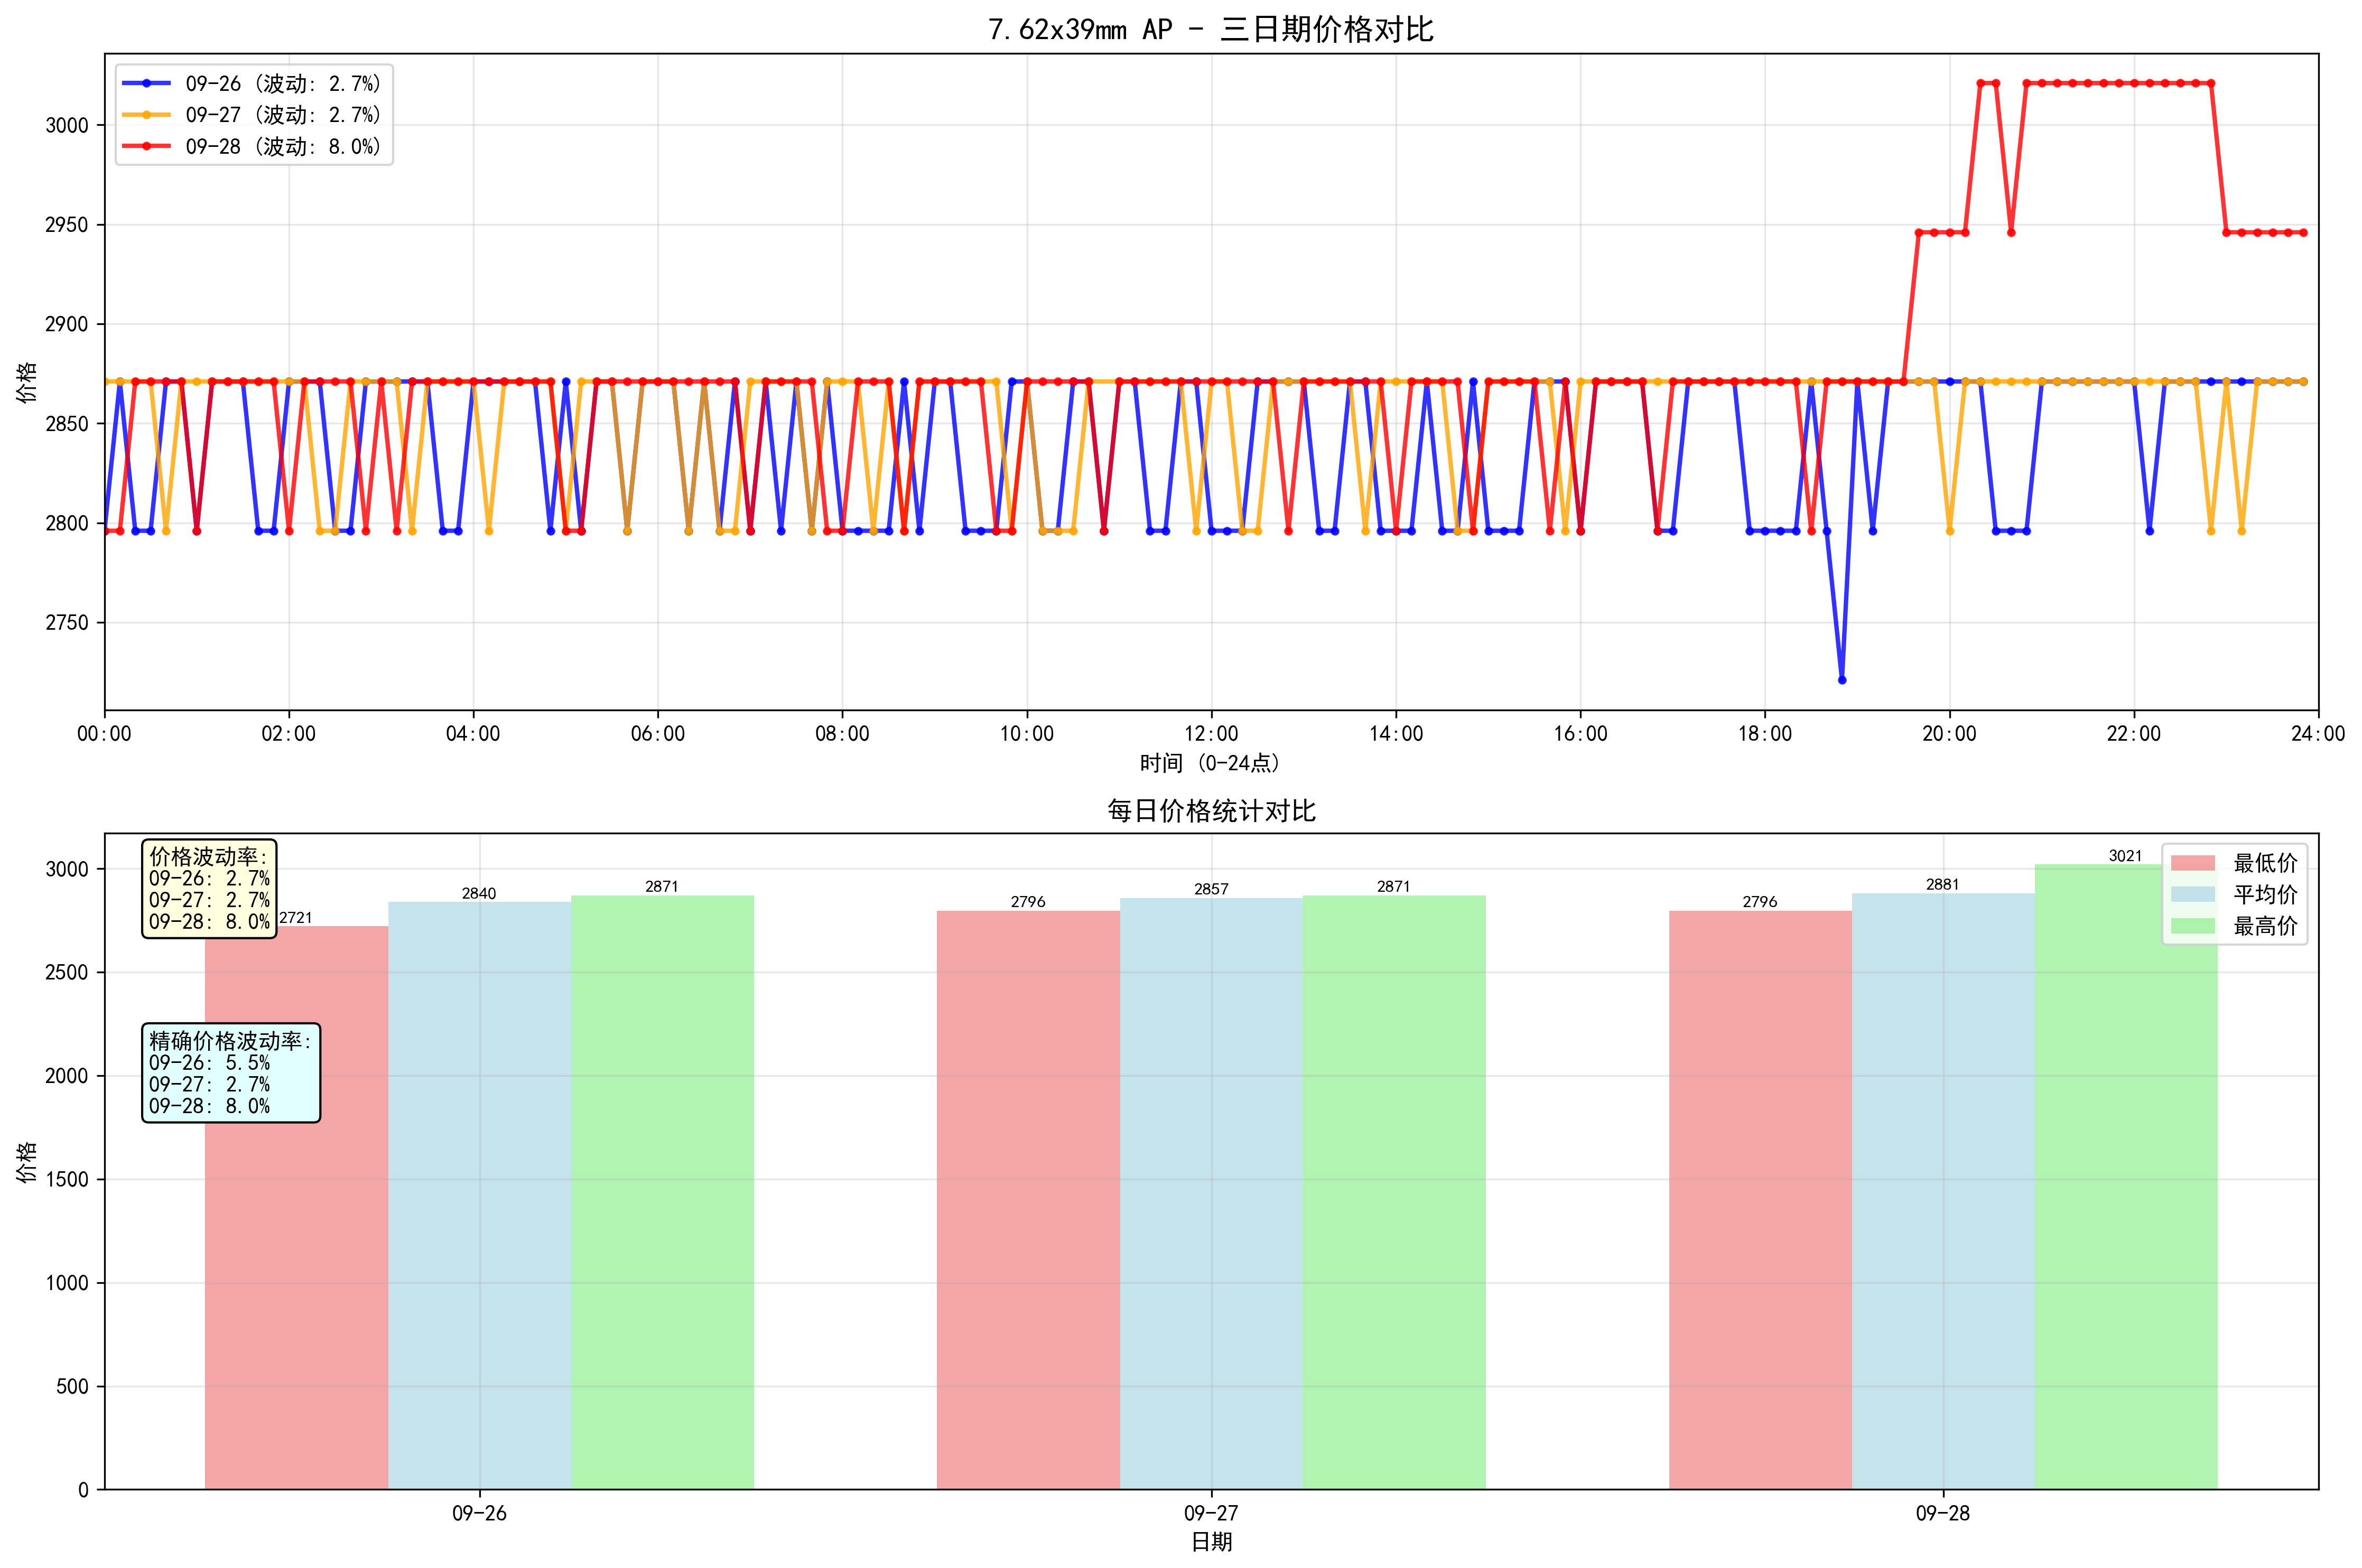 7.62x39mm AP - 三日期价格对比
09-26 (波动: 2.7%)
09-27 (波动: 2.7%)
09-28 (波动: 8.0%)
价格
3000
2950
2900
2850
2800
2750
00:00 02:00 04:00 06:00 08:00 10:00 12:00 14:00 16:00 18:00 20:00 22:00 24:00
时间 (0-24点)
每日价格统计对比
价格波动率:
09-26: 2.7%
09-27: 2.7%
09-28: 8.0%
精确价格波动率:
09-26: 5.5%
09-27: 2.7%
09-28: 8.0%
最低价
平均价
最高价
2721 2840 2871 2796 2857 2871 2796 2881 3021
价格
3000
2500
2000
1500
1000
500
0
09-26 09-27 09-28
日期